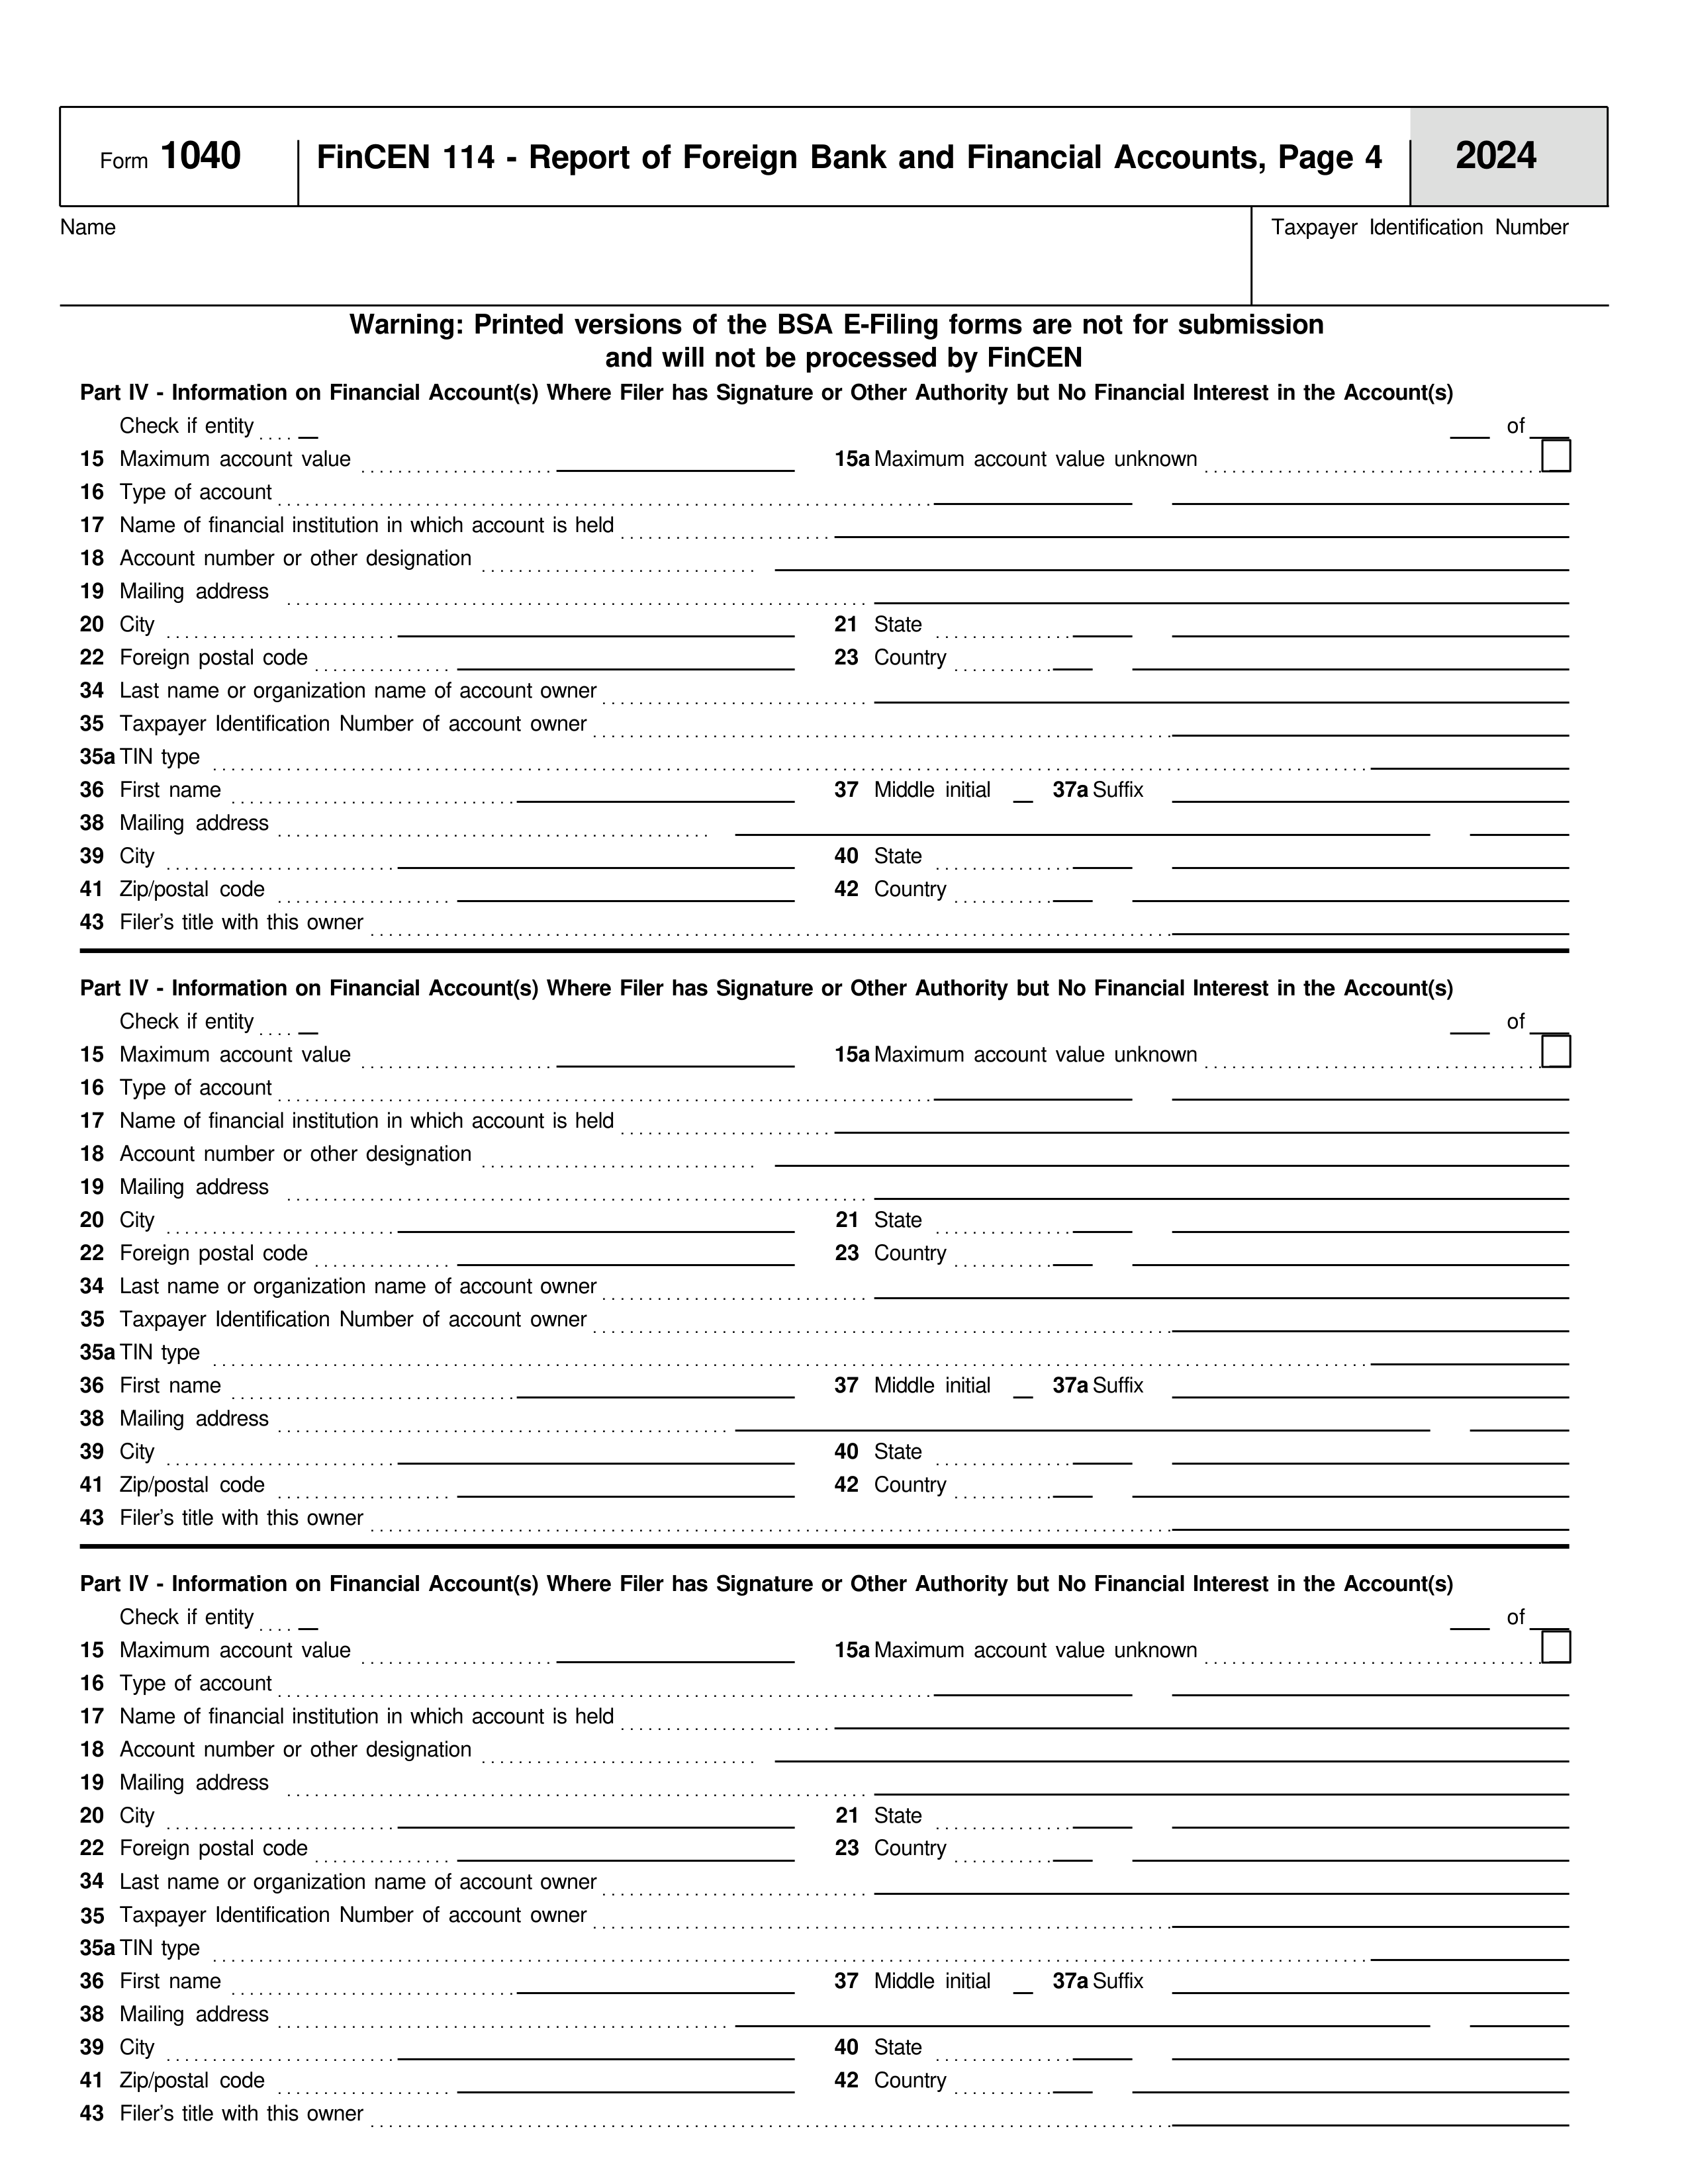 Form 1040 FinCEN 114 - Report of Foreign Bank and Financial Accounts, Page 4 2024
Name Taxpayer Identification Number
Warning: Printed versions of the BSA E-Filing forms are not for submission
and will not be processed by FinCEN
Part IV - Information on Financial Account(s) Where Filer has Signature or Other Authority but No Financial Interest in the Account(s)
Check if entity of
15 Maximum account value 15a Maximum account value unknown
16 Type of account
17 Name of financial institution in which account is held
18 Account number or other designation
19 Mailing address
20 City 21 State
22 Foreign postal code 23 Country
34 Last name or organization name of account owner
35 Taxpayer Identification Number of account owner
35a TIN type
36 First name 37 Middle initial 37a Suffix
38 Mailing address
39 City 40 State
41 Zip/postal code 42 Country
43 Filer's title with this owner
Part IV - Information on Financial Account(s) Where Filer has Signature or Other Authority but No Financial Interest in the Account(s)
Check if entity of
15 Maximum account value 15a Maximum account value unknown
16 Type of account
17 Name of financial institution in which account is held
18 Account number or other designation
19 Mailing address
20 City 21 State
22 Foreign postal code 23 Country
34 Last name or organization name of account owner
35 Taxpayer Identification Number of account owner
35a TIN type
36 First name 37 Middle initial 37a Suffix
38 Mailing address
39 City 40 State
41 Zip/postal code 42 Country
43 Filer's title with this owner
Part IV - Information on Financial Account(s) Where Filer has Signature or Other Authority but No Financial Interest in the Account(s)
Check if entity of
15 Maximum account value 15a Maximum account value unknown
16 Type of account
17 Name of financial institution in which account is held
18 Account number or other designation
19 Mailing address
20 City 21 State
22 Foreign postal code 23 Country
34 Last name or organization name of account owner
35 Taxpayer Identification Number of account owner
35a TIN type
36 First name 37 Middle initial 37a Suffix
38 Mailing address
39 City 40 State
41 Zip/postal code 42 Country
43 Filer's title with this owner